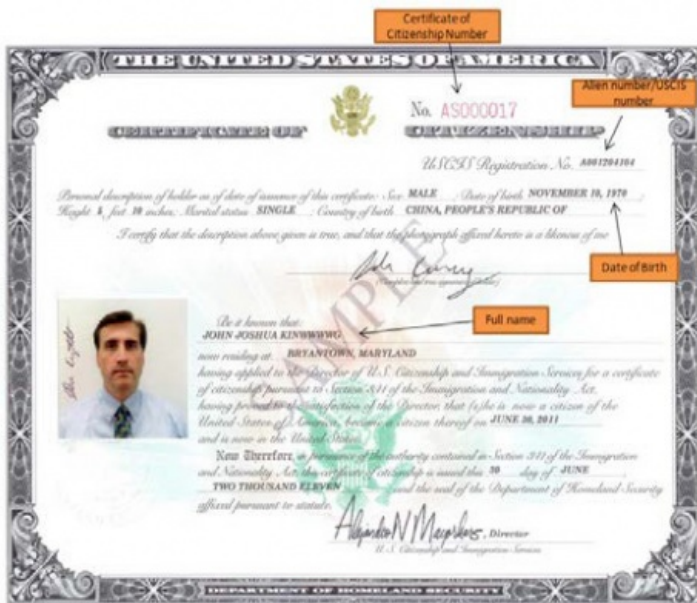 Certificate of
Citizenship Number
THE UNITED STATES OF AMERICA
Alien number/USCIS
number
No. AS000017
CERTIFICATE OF CITIZENSHIP
USCIS Registration No. A001204104
Personal description of holder as of date of issuance of this certificate: Sex MALE ; Date of birth NOVEMBER 10, 1970 ;
Height 5 feet 10 inches; Marital status SINGLE ; Country of birth CHINA, PEOPLE'S REPUBLIC OF
I certify that the description above given is true, and that the photograph affixed hereto is a likeness of me
Date of Birth
SAMPLE
Be it known that:
Full name
JOHN JOSHUA KINWWWWG
now residing at BRYANTOWN, MARYLAND
having applied to the Director of U.S. Citizenship and Immigration Services for a certificate
of citizenship pursuant to Section 341 of the Immigration and Nationality Act,
having proved to the satisfaction of the Director, that (s)he is now a citizen of the
United States of America, became a citizen thereof on JUNE 30, 2011
and is now in the United States,
Now Therefore, in pursuance of the authority contained in Section 341 of the Immigration
and Nationality Act, this certificate of citizenship is issued this 30 day of JUNE
TWO THOUSAND ELEVEN and the seal of the Department of Homeland Security
affixed pursuant to statute.
Alejandro N Mayorkas, Director
U. S. Citizenship and Immigration Services
DEPARTMENT OF HOMELAND SECURITY